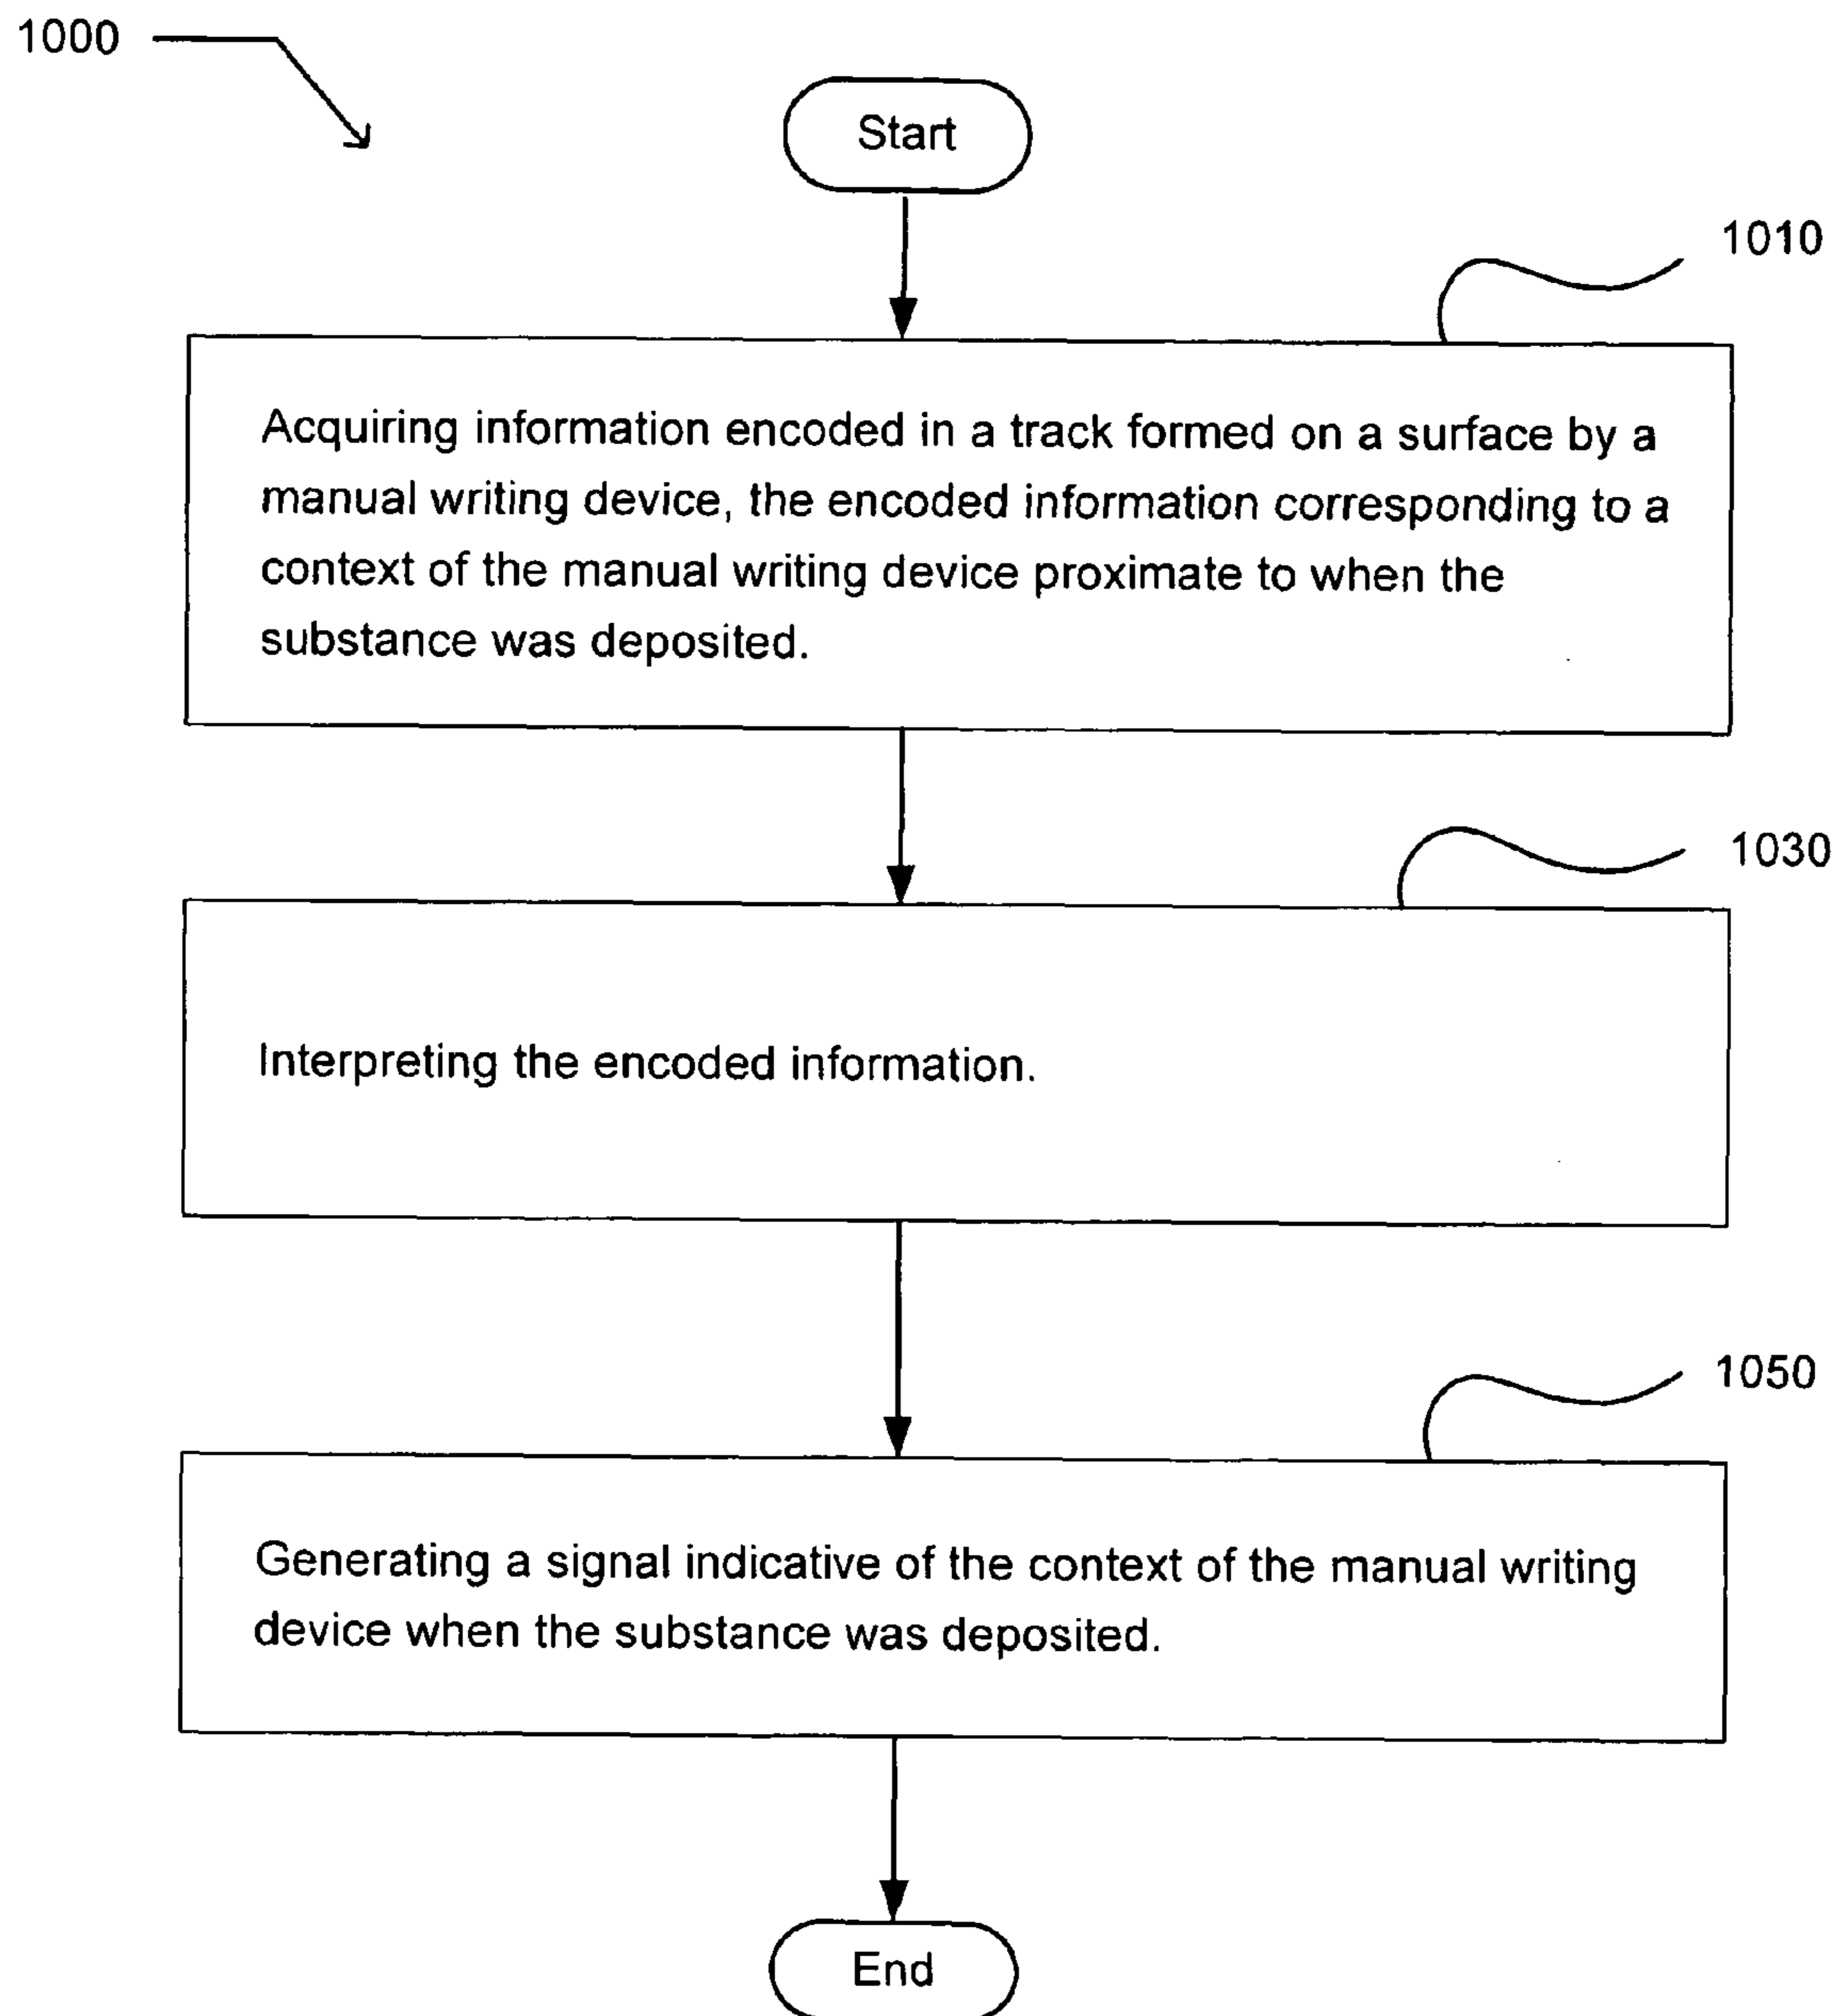 1000
Start
1010
Acquiring information encoded in a track formed on a surface by a
manual writing device, the encoded information corresponding to a
context of the manual writing device proximate to when the
substance was deposited.
1030
Interpreting the encoded information.
1050
Generating a signal indicative of the context of the manual writing
device when the substance was deposited.
End